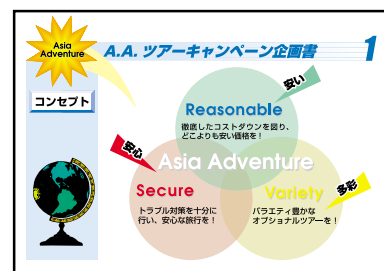 Asia
Adventure
A.A. ツアーキャンペーン企画書
1
コンセプト
安い
Reasonable
徹底したコストダウンを図り、
どこよりも安い価格を！
安心
Asia Adventure
Secure
トラブル対策を十分に
行い、安心な旅行を！
多彩
Variety
バラエティ豊かな
オプショナルツアーを！